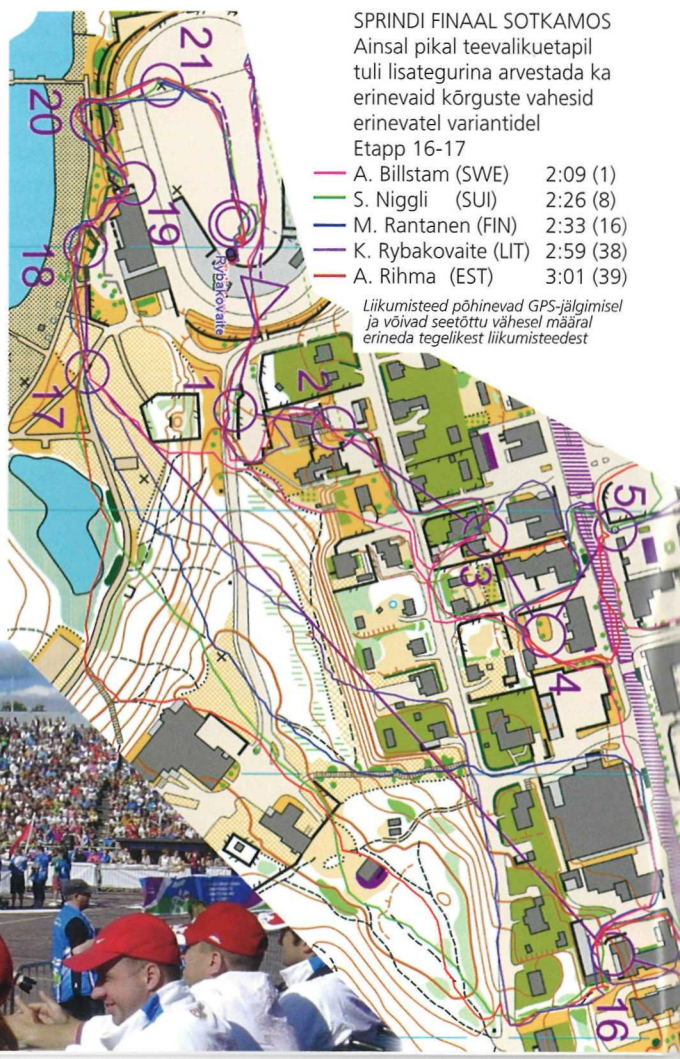 SPRINDI FINAAL SOTKAMOS
Ainsal pikal teevalikuetapil
tuli lisategurina arvestada ka
erinevaid kõrguste vahesid
erinevatel variantidel
Etapp 16-17
A. Billstam (SWE) 2:09 (1)
S. Niggli (SUI) 2:26 (8)
M. Rantanen (FIN) 2:33 (16)
K. Rybakovaite (LIT) 2:59 (38)
A. Rihma (EST) 3:01 (39)
Liikumisteed põhinevad GPS-jälgimisel
ja võivad seetõttu vähesel määral
erineda tegelikest liikumisteedest
21
20
19
18
Rybakovaite
17
1
2
3
5
4
16